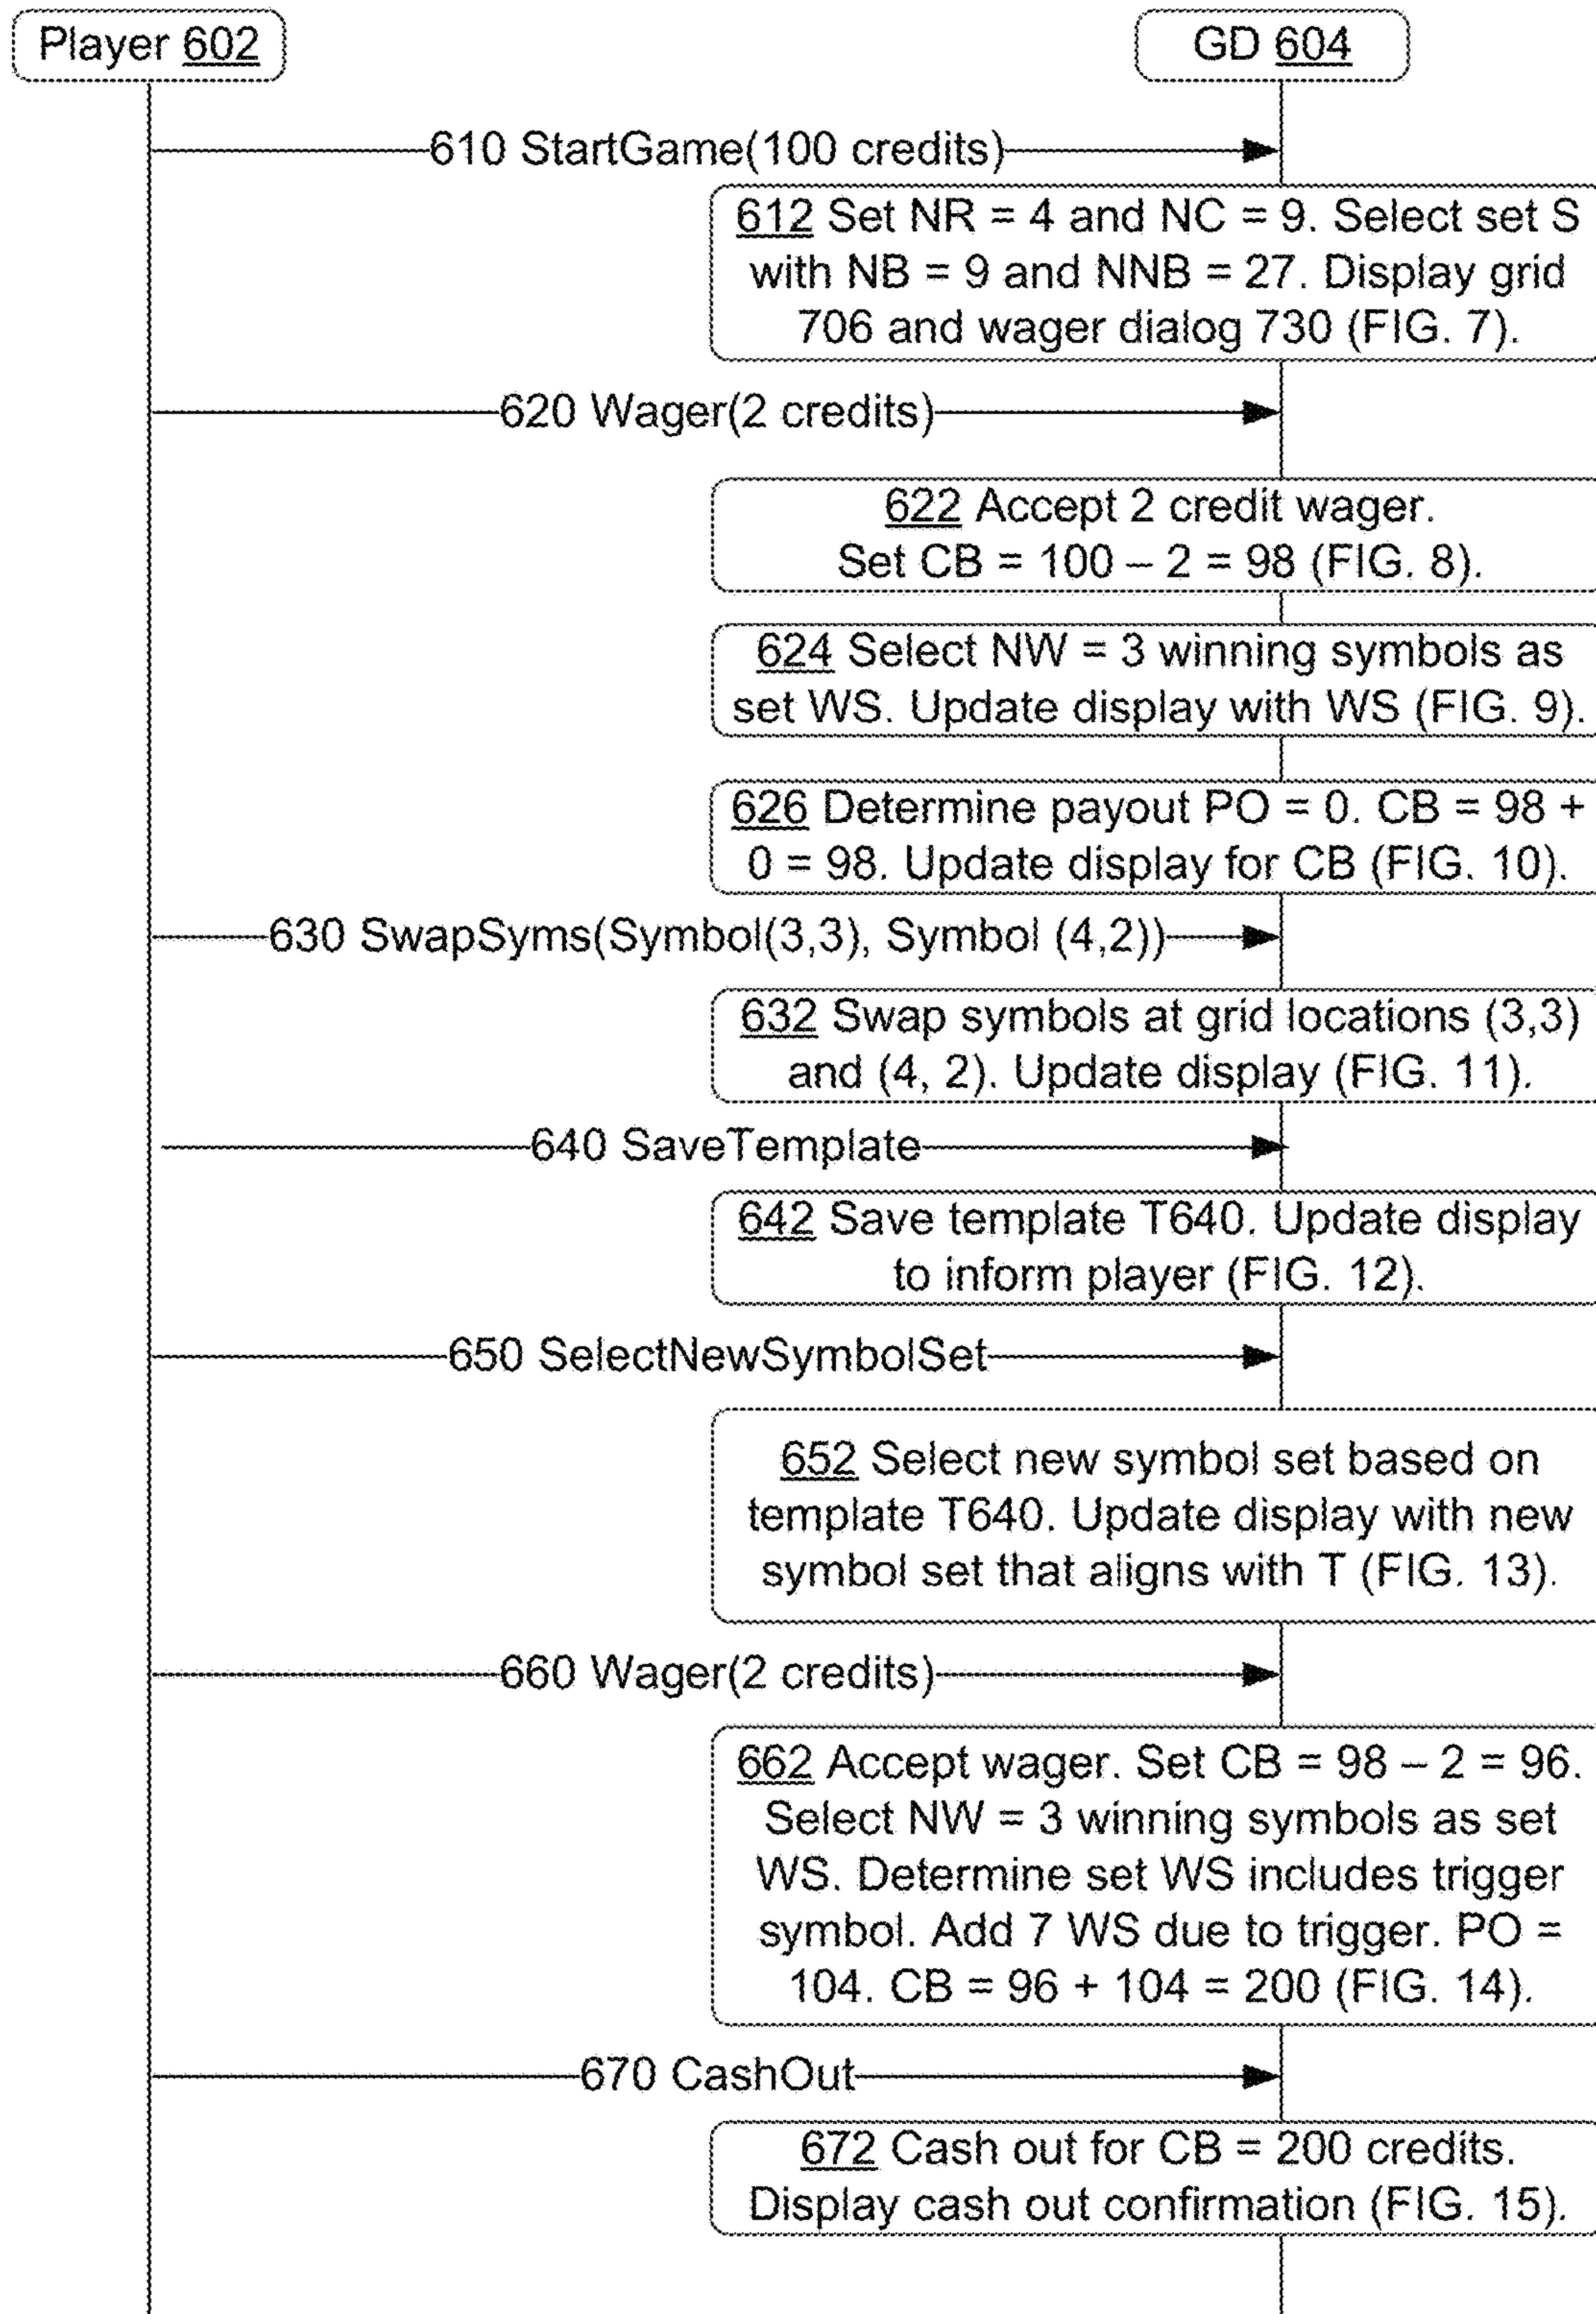 Player 602
GD 604
610 StartGame(100 credits)
612 Set NR = 4 and NC = 9. Select set S
with NB = 9 and NNB = 27. Display grid
706 and wager dialog 730 (FIG. 7).
620 Wager(2 credits)
622 Accept 2 credit wager.
Set CB = 100 – 2 = 98 (FIG. 8).
624 Select NW = 3 winning symbols as
set WS. Update display with WS (FIG. 9).
626 Determine payout PO = 0. CB = 98 +
0 = 98. Update display for CB (FIG. 10).
630 SwapSyms(Symbol(3,3), Symbol (4,2))
632 Swap symbols at grid locations (3,3)
and (4, 2). Update display (FIG. 11).
640 SaveTemplate
642 Save template T640. Update display
to inform player (FIG. 12).
650 SelectNewSymbolSet
652 Select new symbol set based on
template T640. Update display with new
symbol set that aligns with T (FIG. 13).
660 Wager(2 credits)
662 Accept wager. Set CB = 98 – 2 = 96.
Select NW = 3 winning symbols as set
WS. Determine set WS includes trigger
symbol. Add 7 WS due to trigger. PO =
104. CB = 96 + 104 = 200 (FIG. 14).
670 CashOut
672 Cash out for CB = 200 credits.
Display cash out confirmation (FIG. 15).